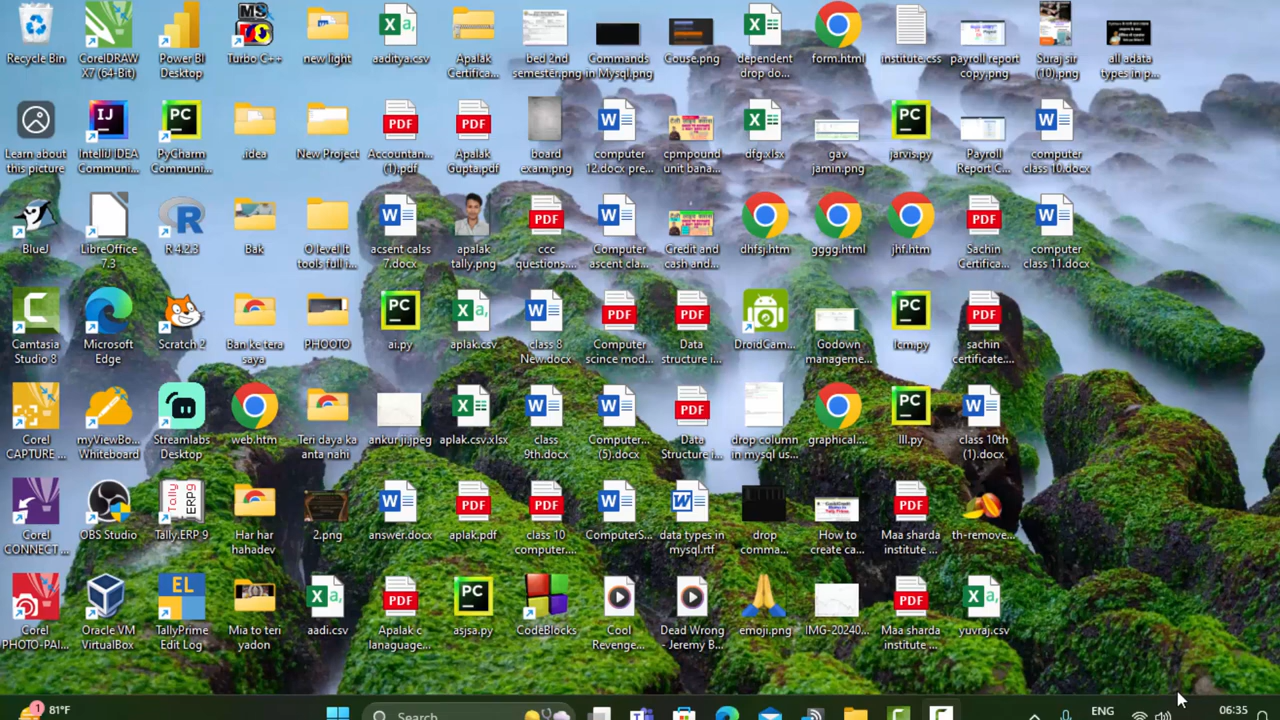 Recycle Bin
CorelDRAW
X7 (64-Bit)
Power BI
Desktop
Turbo C++
new light
aaditya.csv
Apalak
Certifica...
bed 2nd
semester.png
Commands
in Mysql.png
Couse.png
dependent
drop do...
form.html
institute.css
payroll report
copy.png
Suraj sir
(10).png
all adata
types in p...
Learn about
this picture
IntelliJ IDEA
Communi...
PyCharm
Communi...
.idea
New Project
Accountan...
(1).pdf
Apalak
Gupta.pdf
board
exam.png
computer
12.docx pre...
cpmpound
unit bana...
dfg.xlsx
gav
jamin.png
jarvis.py
Payroll
Report C...
computer
class 10.docx
BlueJ
LibreOffice
7.3
R 4.2.3
Bak
O level It
tools full i...
acsent calss
7.docx
apalak
tally.png
ccc
questions....
Computer
ascent cla...
Credit and
cash and...
dhfsj.htm
gggg.html
jhf.htm
Sachin
Certifica...
computer
class 11.docx
Camtasia
Studio 8
Microsoft
Edge
Scratch 2
Ban ke tera
saya
PHOOTO
ai.py
aplak.csv
class 8
New.docx
Computer
scince mod...
Data
structure i...
DroidCam...
Godown
manageme...
lcm.py
sachin
certificate:...
Corel
CAPTURE ...
myViewBo...
Whiteboard
Streamlabs
Desktop
web.htm
Teri daya ka
anta nahi
ankur ji.jpeg
aplak.csv.xlsx
class
9th.docx
Computer...
(5).docx
Data
Structure i...
drop column
in mysql us...
graphical....
lll.py
class 10th
(1).docx
Corel
CONNECT ...
OBS Studio
Tally.ERP 9
Har har
hahadev
2.png
answer.docx
aplak.pdf
class 10
computer....
ComputerS...
data types in
mysql.rtf
drop
comma...
How to
create ca...
Maa sharda
institute ...
th-remove...
Corel
PHOTO-PAI...
Oracle VM
VirtualBox
TallyPrime
Edit Log
Mia to teri
yadon
aadi.csv
Apalak c
lanaguage...
asjsa.py
CodeBlocks
Cool
Revenge...
Dead Wrong
- Jeremy B...
emoji.png
IMG-20240...
Maa sharda
institute ...
yuvraj.csv
1
81°F
Search
ENG
06:35